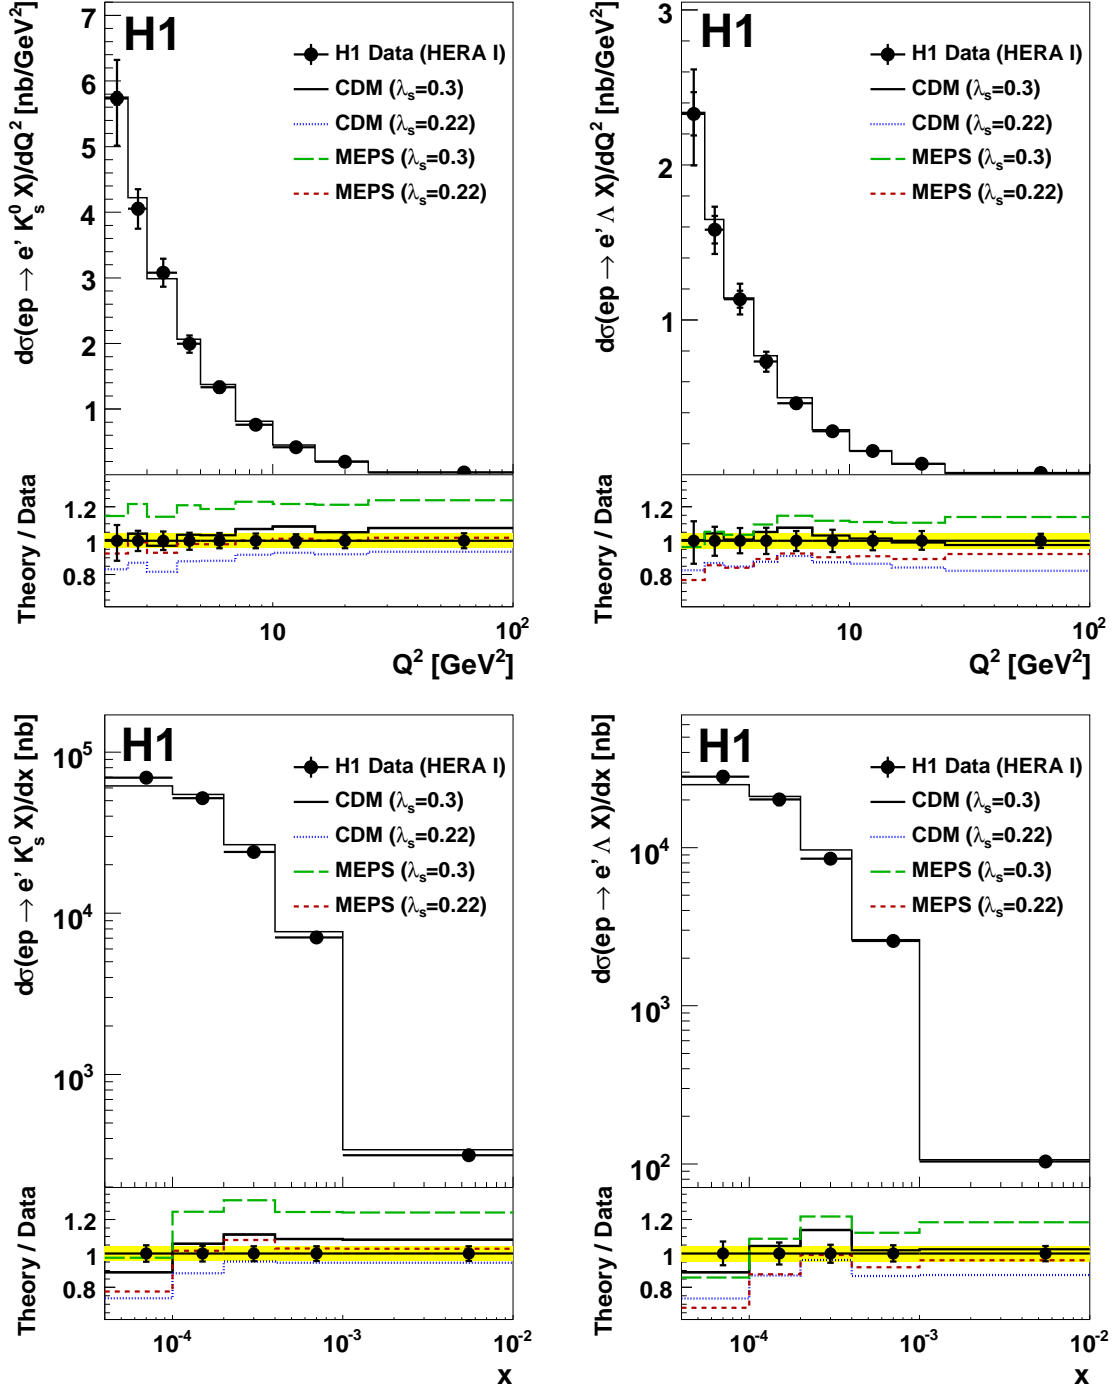 H1
H1 Data (HERA I)
CDM (λs=0.3)
CDM (λs=0.22)
MEPS (λs=0.3)
MEPS (λs=0.22)
dσ(ep → e' K⁰s X)/dQ² [nb/GeV²]
7
6
5
4
3
2
1
Theory / Data
1.2
1
0.8
10
10²
Q² [GeV²]
H1
H1 Data (HERA I)
CDM (λs=0.3)
CDM (λs=0.22)
MEPS (λs=0.3)
MEPS (λs=0.22)
dσ(ep → e' Λ X)/dQ² [nb/GeV²]
3
2
1
Theory / Data
1.2
1
0.8
10
10²
Q² [GeV²]
H1
H1 Data (HERA I)
CDM (λs=0.3)
CDM (λs=0.22)
MEPS (λs=0.3)
MEPS (λs=0.22)
dσ(ep → e' K⁰s X)/dx [nb]
10⁵
10⁴
10³
Theory / Data
1.2
1
0.8
10⁻⁴
10⁻³
10⁻²
x
H1
H1 Data (HERA I)
CDM (λs=0.3)
CDM (λs=0.22)
MEPS (λs=0.3)
MEPS (λs=0.22)
dσ(ep → e' Λ X)/dx [nb]
10⁴
10³
10²
Theory / Data
1.2
1
0.8
10⁻⁴
10⁻³
10⁻²
x